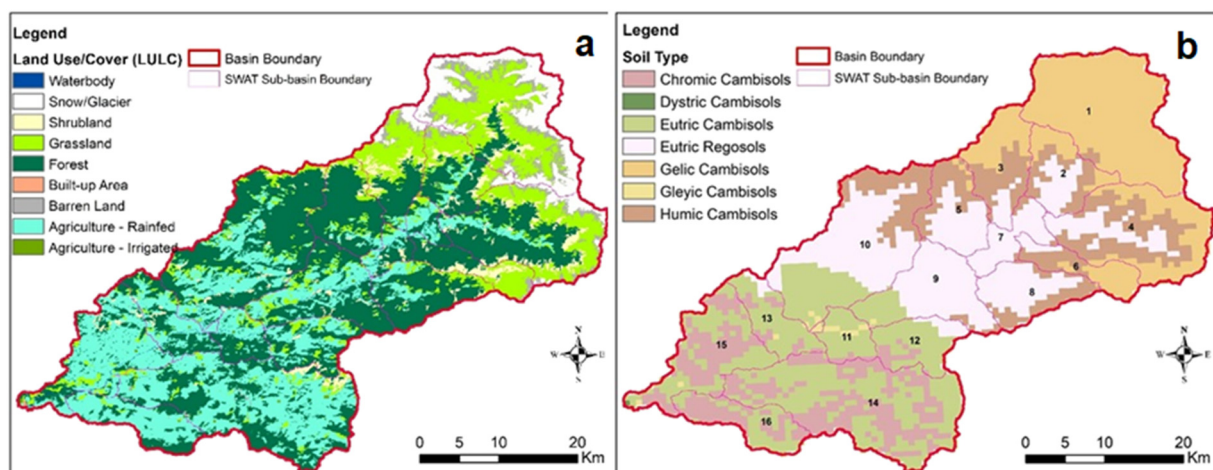 Legend
a
Land Use/Cover (LULC)
Basin Boundary
Waterbody
SWAT Sub-basin Boundary
Snow/Glacier
Shrubland
Grassland
Forest
Built-up Area
Barren Land
Agriculture - Rainfed
Agriculture - Irrigated
N
W
E
S
0 5 10 20
Km
Legend
b
Soil Type
Basin Boundary
Chromic Cambisols
SWAT Sub-basin Boundary
Dystric Cambisols
Eutric Cambisols
Eutric Regosols
Gelic Cambisols
Gleyic Cambisols
Humic Cambisols
1
2
3
4
5
6
7
8
9
10
11
12
13
14
15
16
N
W
E
S
0 5 10 20
Km